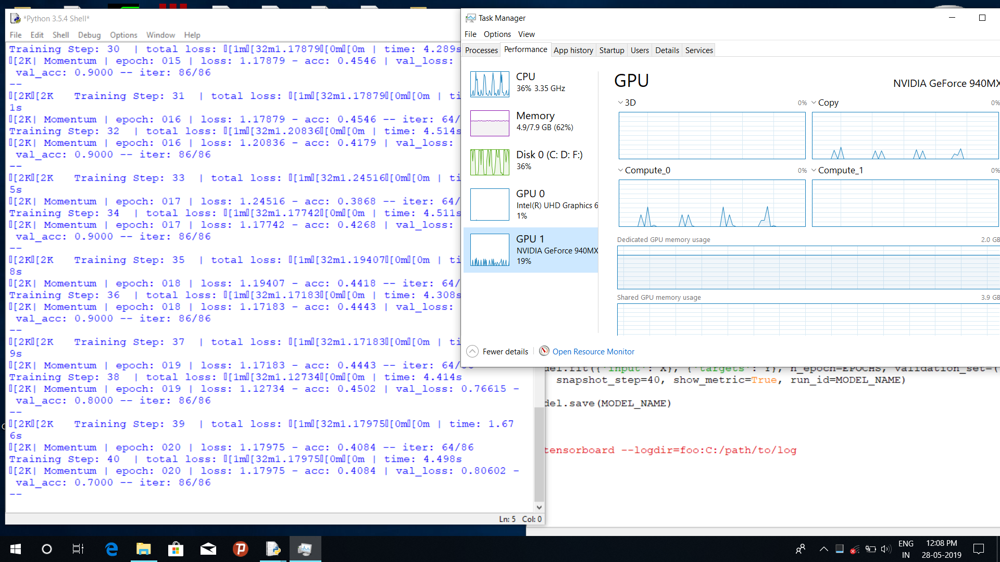 *Python 3.5.4 Shell*
File Edit Shell Debug Options Window Help
Training Step: 30  | total loss: [1m[32m1.17879[0m[0m | time: 4.289s
[2K| Momentum | epoch: 015 | loss: 1.17879 - acc: 0.4546 | val_loss:
val_acc: 0.9000 -- iter: 86/86
--
[2K[2K   Training Step: 31  | total loss: [1m[32m1.17879[0m[0m | ti
1s
[2K| Momentum | epoch: 016 | loss: 1.17879 - acc: 0.4546 -- iter: 64/
Training Step: 32  | total loss: [1m[32m1.20836[0m[0m | time: 4.514s
[2K| Momentum | epoch: 016 | loss: 1.20836 - acc: 0.4179 | val_loss:
val_acc: 0.9000 -- iter: 86/86
--
[2K[2K   Training Step: 33  | total loss: [1m[32m1.24516[0m[0m | ti
5s
[2K| Momentum | epoch: 017 | loss: 1.24516 - acc: 0.3868 -- iter: 64/
Training Step: 34  | total loss: [1m[32m1.17742[0m[0m | time: 4.511s
[2K| Momentum | epoch: 017 | loss: 1.17742 - acc: 0.4268 | val_loss:
val_acc: 0.9000 -- iter: 86/86
--
[2K[2K   Training Step: 35  | total loss: [1m[32m1.19407[0m[0m | ti
8s
[2K| Momentum | epoch: 018 | loss: 1.19407 - acc: 0.4418 -- iter: 64/
Training Step: 36  | total loss: [1m[32m1.17183[0m[0m | time: 4.308s
[2K| Momentum | epoch: 018 | loss: 1.17183 - acc: 0.4443 | val_loss:
val_acc: 0.9000 -- iter: 86/86
--
[2K[2K   Training Step: 37  | total loss: [1m[32m1.17183[0m[0m | ti
9s
[2K| Momentum | epoch: 019 | loss: 1.17183 - acc: 0.4443 -- iter: 64/86
Training Step: 38  | total loss: [1m[32m1.12734[0m[0m | time: 4.414s
[2K| Momentum | epoch: 019 | loss: 1.12734 - acc: 0.4502 | val_loss: 0.76615 -
val_acc: 0.8000 -- iter: 86/86
--
[2K[2K   Training Step: 39  | total loss: [1m[32m1.17975[0m[0m | time: 1.67
6s
[2K| Momentum | epoch: 020 | loss: 1.17975 - acc: 0.4084 -- iter: 64/86
Training Step: 40  | total loss: [1m[32m1.17975[0m[0m | time: 4.498s
[2K| Momentum | epoch: 020 | loss: 1.17975 - acc: 0.4084 | val_loss: 0.80602 -
val_acc: 0.7000 -- iter: 86/86
--
Ln: 5 Col: 0
Task Manager
File Options View
Processes Performance App history Startup Users Details Services
CPU
36% 3.35 GHz
Memory
4.9/7.9 GB (62%)
Disk 0 (C: D: F:)
36%
GPU 0
Intel(R) UHD Graphics 6
1%
GPU 1
NVIDIA GeForce 940MX
19%
GPU
NVIDIA GeForce 940MX
3D 0% Copy 0%
Compute_0 0% Compute_1 0%
Dedicated GPU memory usage 2.0 GB
Shared GPU memory usage 3.9 GB
Fewer details Open Resource Monitor
del.fit({'input': X}, {'targets': Y}, n_epoch=EPOCHS, validation_set=(
snapshot_step=40, show_metric=True, run_id=MODEL_NAME)
del.save(MODEL_NAME)
tensorboard --logdir=foo:C:/path/to/log
ENG
IN
12:08 PM
28-05-2019